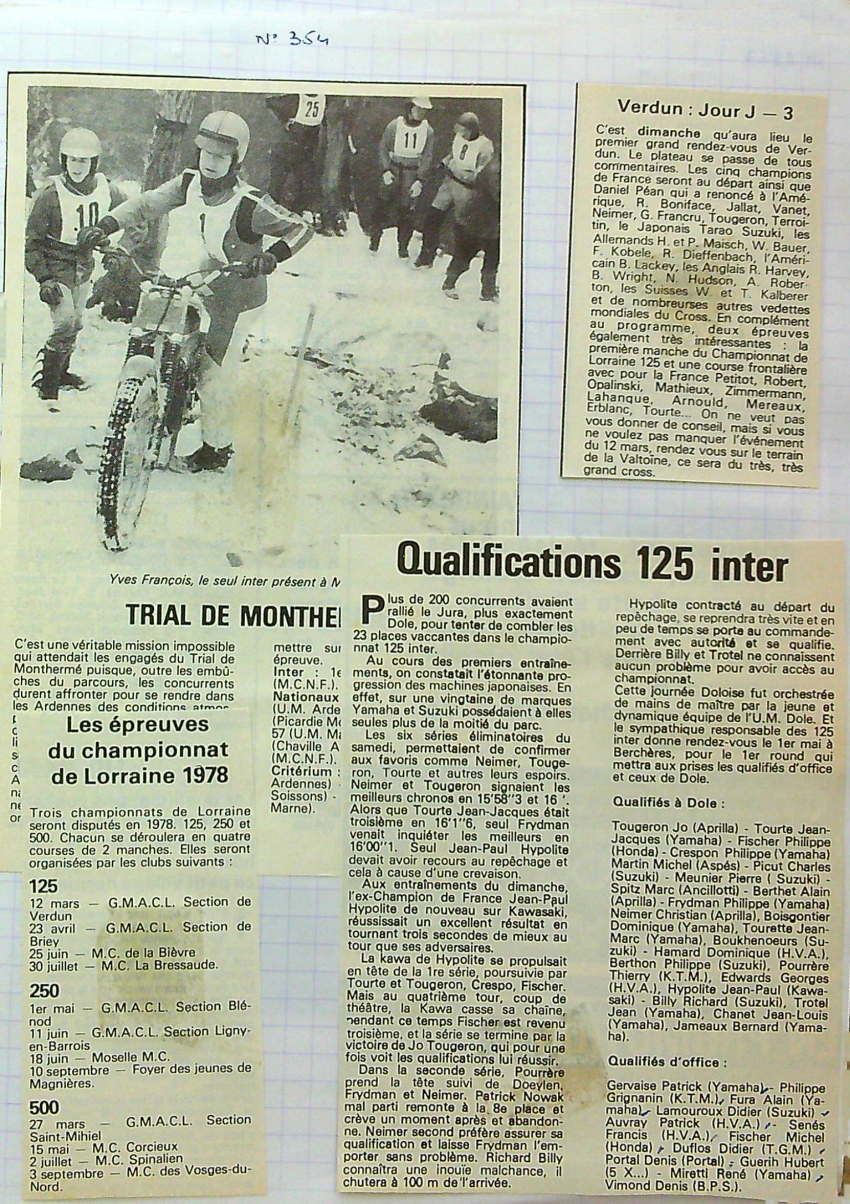 N° 354
25
11
8
10
1
Yves François, le seul inter présent à M
TRIAL DE MONTHE
C'est une véritable mission impossible
qui attendait les engagés du Trial de
Monthermé puisque, outre les embû-
ches du parcours, les concurrents
durent affronter pour se rendre dans
les Ardennes des conditions atmos
mettre sur
épreuve.
Inter : 1e
(M.C.N.F.).
Nationaux
(U.M. Arde
(Picardie Mo
57 (U.M. Ma
(Chaville A
(M.C.N.F.).
Critérium :
Ardennes) -
Soissons) -
Marne).
Les épreuves
du championnat
de Lorraine 1978
Trois championnats de Lorraine
seront disputés en 1978. 125, 250 et
500. Chacun se déroulera en quatre
courses de 2 manches. Elles seront
organisées par les clubs suivants :
125
12 mars — G.M.A.C.L. Section de
Verdun
23 avril — G.M.A.C.L. Section de
Briey
25 juin — M.C. de la Bièvre
30 juillet — M.C. La Bressaude.
250
1er mai — G.M.A.C.L. Section Blé-
nod
11 juin — G.M.A.C.L. Section Ligny-
en-Barrois
18 juin — Moselle M.C.
10 septembre — Foyer des jeunes de
Magnières.
500
27 mars — G.M.A.C.L. Section
Saint-Mihiel
15 mai — M.C. Corcieux
2 juillet — M.C. Spinalien
3 septembre — M.C. des Vosges-du-
Nord.
Verdun : Jour J — 3
C'est dimanche qu'aura lieu le
premier grand rendez-vous de Ver-
dun. Le plateau se passe de tous
commentaires. Les cinq champions
de France seront au départ ainsi que
Daniel Péan qui a renoncé à l'Amé-
rique, R. Boniface, Jallat, Vanet,
Neimer, G. Francru, Tougeron, Terroi-
tin, le Japonais Tarao Suzuki, les
Allemands H. et P. Maisch, W. Bauer,
F. Kobele, R. Dieffenbach, l'Améri-
cain B. Lackey, les Anglais R. Harvey,
B. Wright, N. Hudson, A. Rober-
ton, les Suisses W. et T. Kalberer
et de nombreurses autres vedettes
mondiales du Cross. En complément
au programme, deux épreuves
également très intéressantes : la
première manche du Championnat de
Lorraine 125 et une course frontalière
avec pour la France Petitot, Robert,
Opalinski, Mathieux, Zimmermann,
Lahanque, Arnould, Mereaux,
Erblanc, Tourte... On ne veut pas
vous donner de conseil, mais si vous
ne voulez pas manquer l'événement
du 12 mars, rendez vous sur le terrain
de la Valtoîne, ce sera du très, très
grand cross.
Qualifications 125 inter
Plus de 200 concurrents avaient
rallié le Jura, plus exactement
Dole, pour tenter de combler les
23 places vaccantes dans le champio-
nnat 125 inter.
Au cours des premiers entraîne-
ments, on constatait l'étonnante pro-
gression des machines japonaises. En
effet, sur une vingtaine de marques
Yamaha et Suzuki possédaient à elles
seules plus de la moitié du parc.
Les six séries éliminatoires du
samedi, permettaient de confirmer
aux favoris comme Neimer, Touge-
ron, Tourte et autres leurs espoirs.
Neimer et Tougeron signaient les
meilleurs chronos en 15'58''3 et 16 '.
Alors que Tourte Jean-Jacques était
troisième en 16'1''6, seul Frydman
venait inquiéter les meilleurs en
16'00''1. Seul Jean-Paul Hypolite
devait avoir recours au repêchage et
cela à cause d'une crevaison.
Aux entraînements du dimanche,
l'ex-Champion de France Jean-Paul
Hypolite de nouveau sur Kawasaki,
réussissait un excellent résultat en
tournant trois secondes de mieux au
tour que ses adversaires.
La kawa de Hypolite se propulsait
en tête de la 1re série, poursuivie par
Tourte et Tougeron, Crespo, Fischer.
Mais au quatrième tour, coup de
théâtre, la Kawa casse sa chaîne,
pendant ce temps Fischer est revenu
troisième, et la série se termine par la
victoire de Jo Tougeron, qui pour une
fois voit les qualifications lui réussir.
Dans la seconde série, Pourrère
prend la tête suivi de Doeylen,
Frydman et Neimer. Patrick Nowak
mal parti remonte à la 8e place et
crève un moment après et abandon-
ne. Neimer second préfère assurer sa
qualification et laisse Frydman l'em-
porter sans problème. Richard Billy
connaîtra une inouïe malchance, il
chutera à 100 m de l'arrivée.
Hypolite contracté au départ du
repêchage, se reprendra très vite et en
peu de temps se porte au commande-
ment avec autorité et se qualifie.
Derrière Billy et Trotel ne connaissent
aucun problème pour avoir accès au
championnat.
Cette journée Doloise fut orchestrée
de mains de maître par la jeune et
dynamique équipe de l'U.M. Dole. Et
le sympathique responsable des 125
inter donne rendez-vous le 1er mai à
Berchères, pour le 1er round qui
mettra aux prises les qualifiés d'office
et ceux de Dole.
Qualifiés à Dole :
Tougeron Jo (Aprilla) - Tourte Jean-
Jacques (Yamaha) - Fischer Philippe
(Honda) - Crespon Philippe (Yamaha)
Martin Michel (Aspés) - Picut Charles
(Suzuki) - Meunier Pierre ( Suzuki) -
Spitz Marc (Ancillotti) - Berthet Alain
(Aprilla) - Frydman Philippe (Yamaha)
Neimer Christian (Aprilla), Boisgontier
Dominique (Yamaha), Tourette Jean-
Marc (Yamaha), Boukhenoeurs (Su-
zuki) - Hamard Dominique (H.V.A.),
Berthon Philippe (Suzuki), Pourrère
Thierry (K.T.M.), Edwards Georges
(H.V.A.), Hypolite Jean-Paul (Kawa-
saki) - Billy Richard (Suzuki), Trotel
Jean (Yamaha), Chanet Jean-Louis
(Yamaha), Jameaux Bernard (Yama-
ha).
Qualifiés d'office :
Gervaise Patrick (Yamaha) - Philippe
Grignanin (K.T.M.), Fura Alain (Ya-
maha), Lamouroux Didier (Suzuki)
Auvray Patrick (H.V.A.) - Senés
Francis (H.V.A.), Fischer Michel
(Honda), Duflos Didier (T.G.M.),
Portal Denis (Portal) - Guerih Hubert
(5 X...) - Miretti René (Yamaha),
Vimond Denis (B.P.S.).